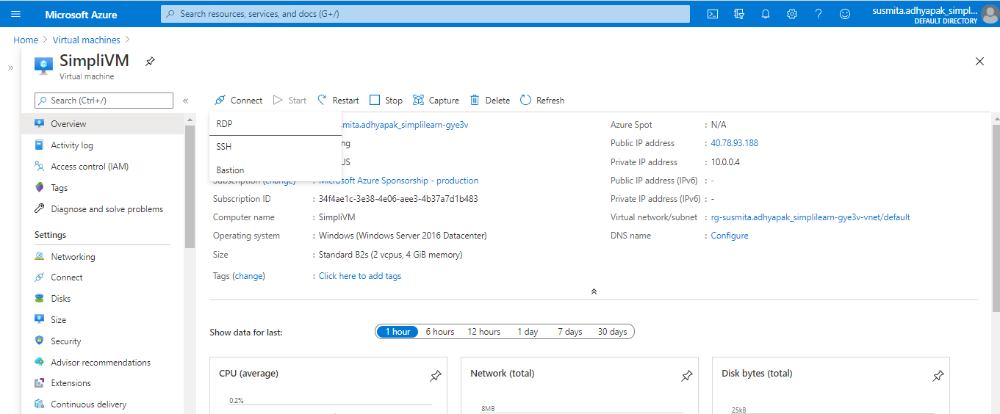 Microsoft Azure
Search resources, services, and docs (G+/)
susmita.adhyapak_simpl...
DEFAULT DIRECTORY
Home > Virtual machines >
SimpliVM
Virtual machine
Search (Ctrl+/)
Overview
Activity log
Access control (IAM)
Tags
Diagnose and solve problems
Settings
Networking
Connect
Disks
Size
Security
Advisor recommendations
Extensions
Continuous delivery
Connect Start Restart Stop Capture Delete Refresh
RDP
SSH
Bastion
smita.adhyapak_simplilearn-gye3v
ng
US
Subscription (change) : Microsoft Azure Sponsorship - production
Subscription ID : 34f4ae1c-3e38-4e06-aee3-4b37a7d1b483
Computer name : SimpliVM
Operating system : Windows (Windows Server 2016 Datacenter)
Size : Standard B2s (2 vcpus, 4 GiB memory)
Tags (change) : Click here to add tags
Azure Spot : N/A
Public IP address : 40.78.93.188
Private IP address : 10.0.0.4
Public IP address (IPv6) : -
Private IP address (IPv6) : -
Virtual network/subnet : rg-susmita.adhyapak_simplilearn-gye3v-vnet/default
DNS name : Configure
Show data for last: 1 hour 6 hours 12 hours 1 day 7 days 30 days
CPU (average)
0.2%
Network (total)
8MB
Disk bytes (total)
25kB